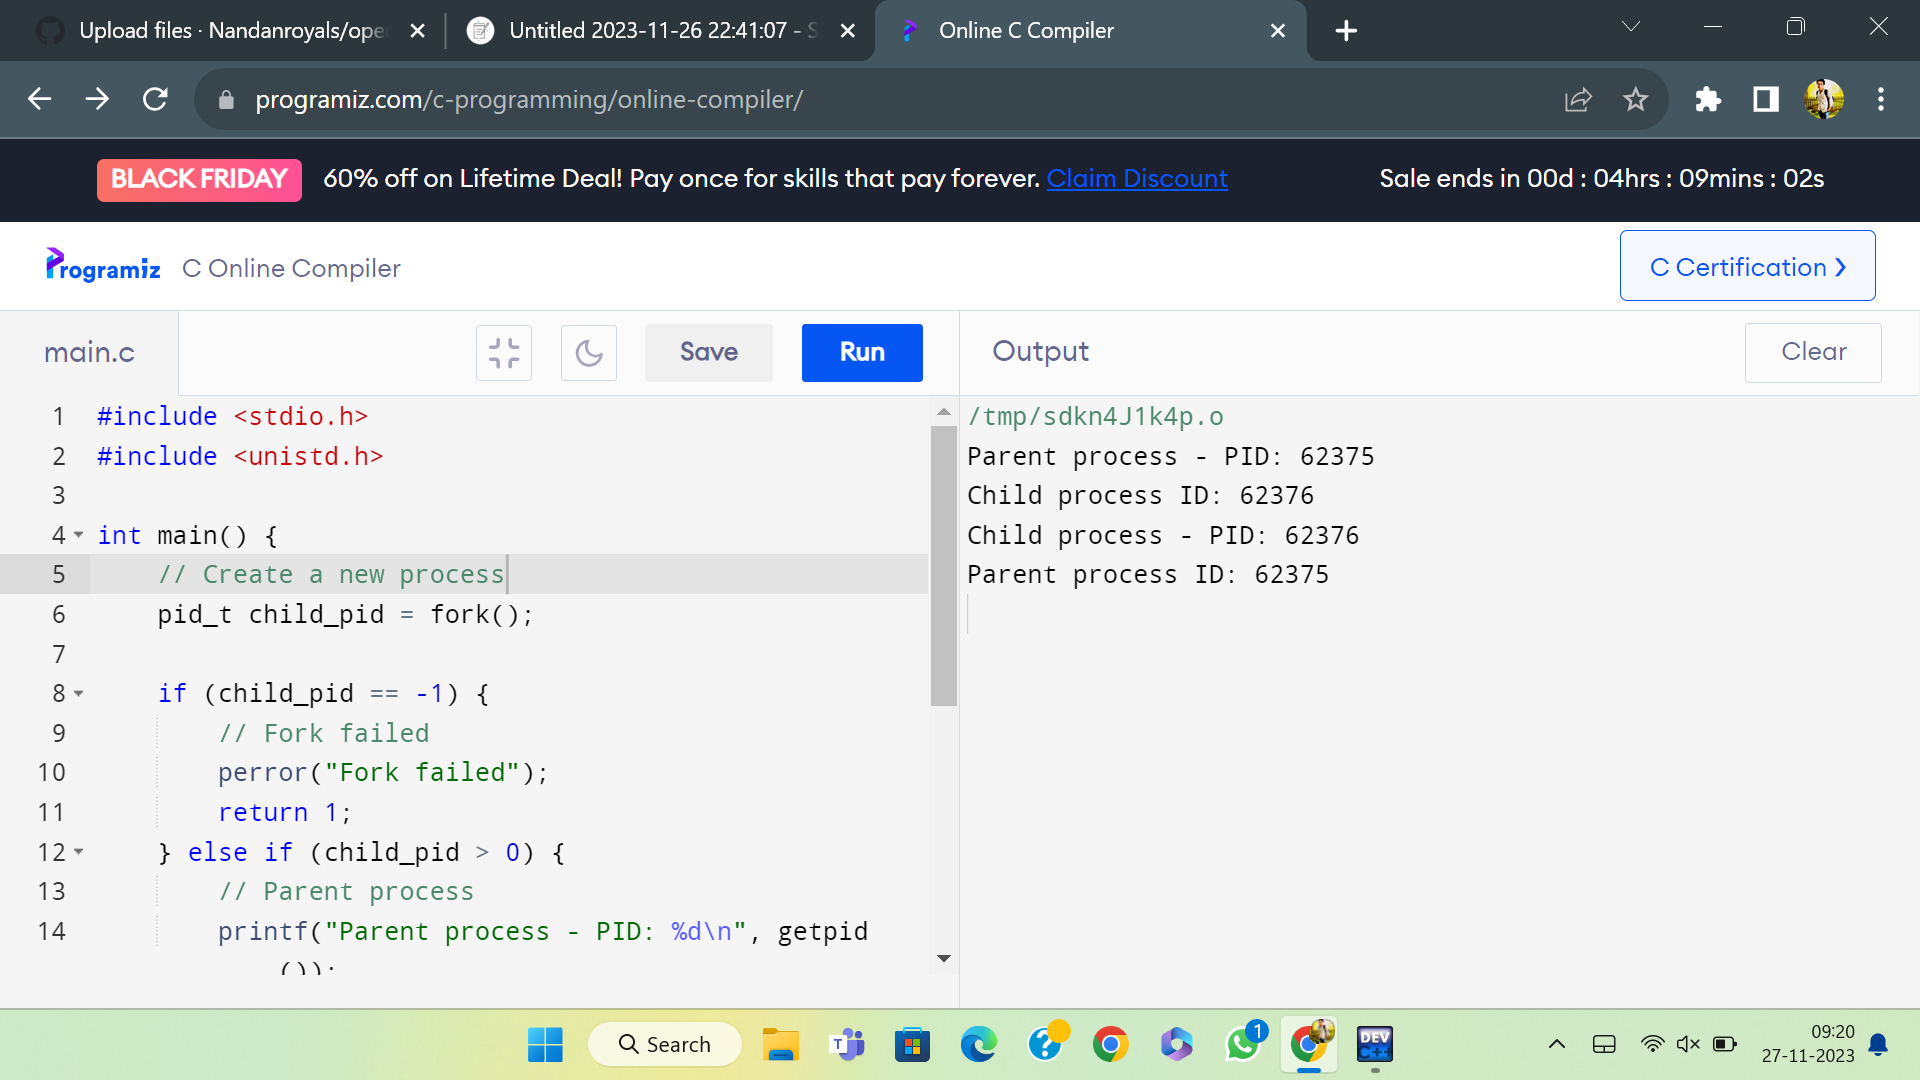 Upload files · Nandanroyals/ope
Untitled 2023-11-26 22:41:07 - S
Online C Compiler
programiz.com/c-programming/online-compiler/
BLACK FRIDAY 60% off on Lifetime Deal! Pay once for skills that pay forever. Claim Discount Sale ends in 00d : 04hrs : 09mins : 02s
Programiz C Online Compiler C Certification ›
main.c Save Run
1 #include <stdio.h>
2 #include <unistd.h>
3
4 int main() {
5 // Create a new process
6 pid_t child_pid = fork();
7
8 if (child_pid == -1) {
9 // Fork failed
10 perror("Fork failed");
11 return 1;
12 } else if (child_pid > 0) {
13 // Parent process
14 printf("Parent process - PID: %d\n", getpid
());
Output Clear
/tmp/sdkn4J1k4p.o
Parent process - PID: 62375
Child process ID: 62376
Child process - PID: 62376
Parent process ID: 62375
Search
T
1
DEV
C++
09:20
27-11-2023